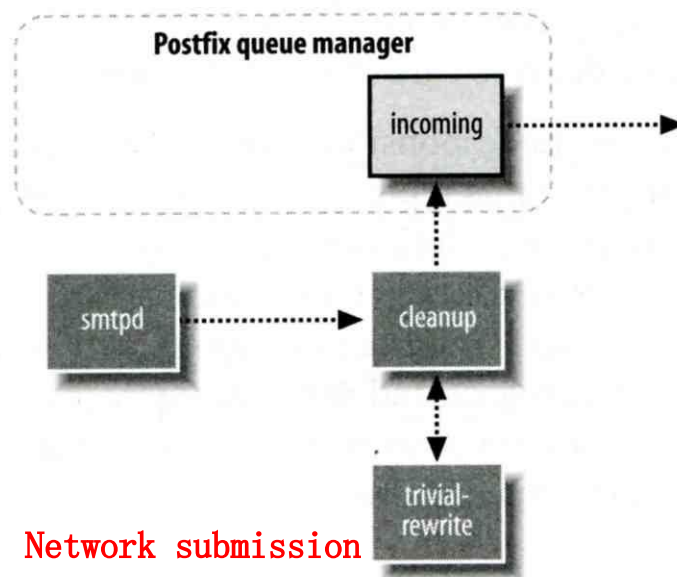 Postfix queue manager
incoming
smtpd
cleanup
trivial-
rewrite
Network submission